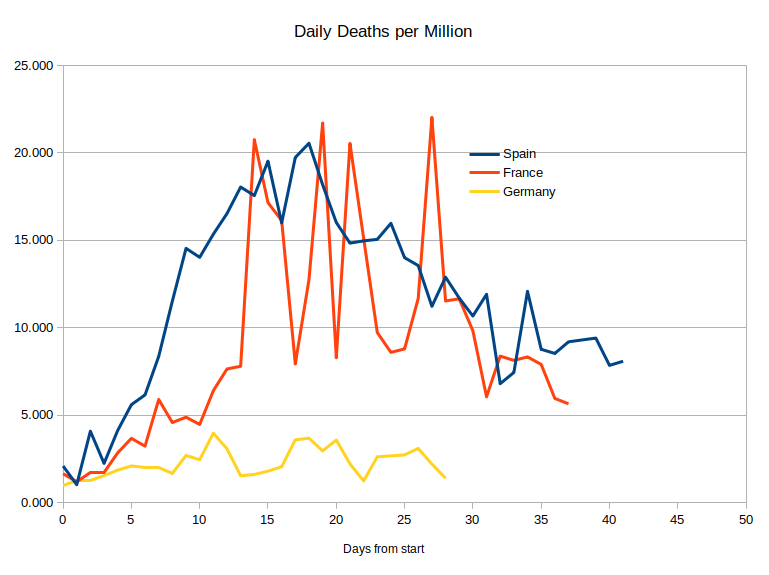 Daily Deaths per Million
25.000
20.000
15.000
10.000
5.000
0.000
Spain
France
Germany
0 5 10 15 20 25 30 35 40 45 50
Days from start